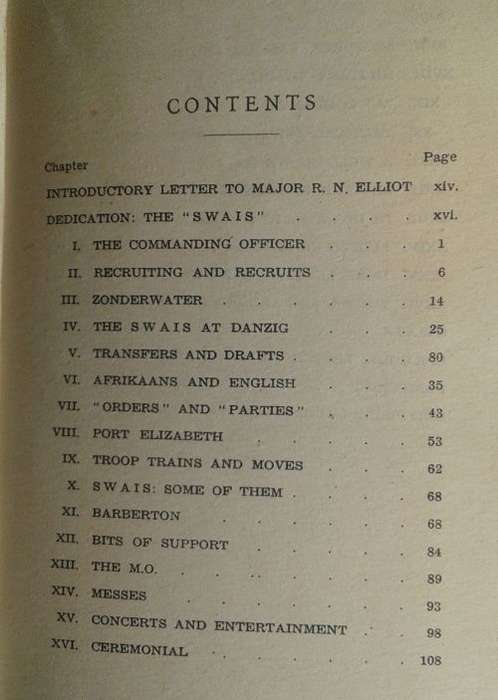 CONTENTS
Chapter Page
INTRODUCTORY LETTER TO MAJOR R. N. ELLIOT xiv.
DEDICATION: THE "SWAIS" . . . . xvi.
I. THE COMMANDING OFFICER . . . 1
II. RECRUITING AND RECRUITS . . . 6
III. ZONDERWATER . . . . . 14
IV. THE SWAIS AT DANZIG . . . 25
V. TRANSFERS AND DRAFTS . . . . 80
VI. AFRIKAANS AND ENGLISH . . . 35
VII. "ORDERS" AND "PARTIES" . . . 43
VIII. PORT ELIZABETH . . . . 53
IX. TROOP TRAINS AND MOVES . . . 62
X. SWAIS: SOME OF THEM . . . . 68
XI. BARBERTON . . . . . 68
XII. BITS OF SUPPORT . . . . 84
XIII. THE M.O. . . . . . . 89
XIV. MESSES . . . . . . 93
XV. CONCERTS AND ENTERTAINMENT . . 98
XVI. CEREMONIAL . . . . . 108